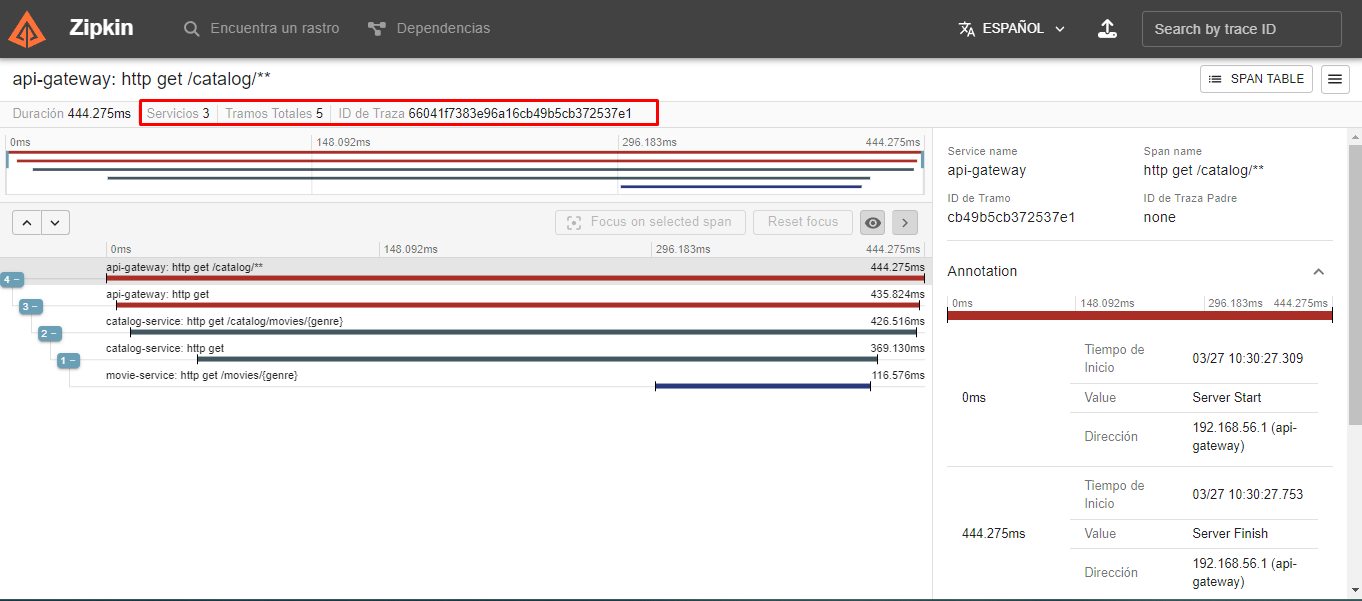 Zipkin
Encuentra un rastro
Dependencias
ESPAÑOL
Search by trace ID
api-gateway: http get /catalog/**
SPAN TABLE
Duración 444.275ms Servicios 3 Tramos Totales 5 ID de Traza 66041f7383e96a16cb49b5cb372537e1
0ms 148.092ms 296.183ms 444.275ms
Focus on selected span
Reset focus
0ms 148.092ms 296.183ms 444.275ms
api-gateway: http get /catalog/** 444.275ms
4 −
api-gateway: http get 435.824ms
3 −
catalog-service: http get /catalog/movies/{genre} 426.516ms
2 −
catalog-service: http get 369.130ms
1 −
movie-service: http get /movies/{genre} 116.576ms
Service name
api-gateway
Span name
http get /catalog/**
ID de Tramo
cb49b5cb372537e1
ID de Traza Padre
none
Annotation
0ms 148.092ms 296.183ms 444.275ms
0ms
Tiempo de
Inicio
03/27 10:30:27.309
Value Server Start
Dirección
192.168.56.1 (api-
gateway)
444.275ms
Tiempo de
Inicio
03/27 10:30:27.753
Value Server Finish
Dirección
192.168.56.1 (api-
gateway)